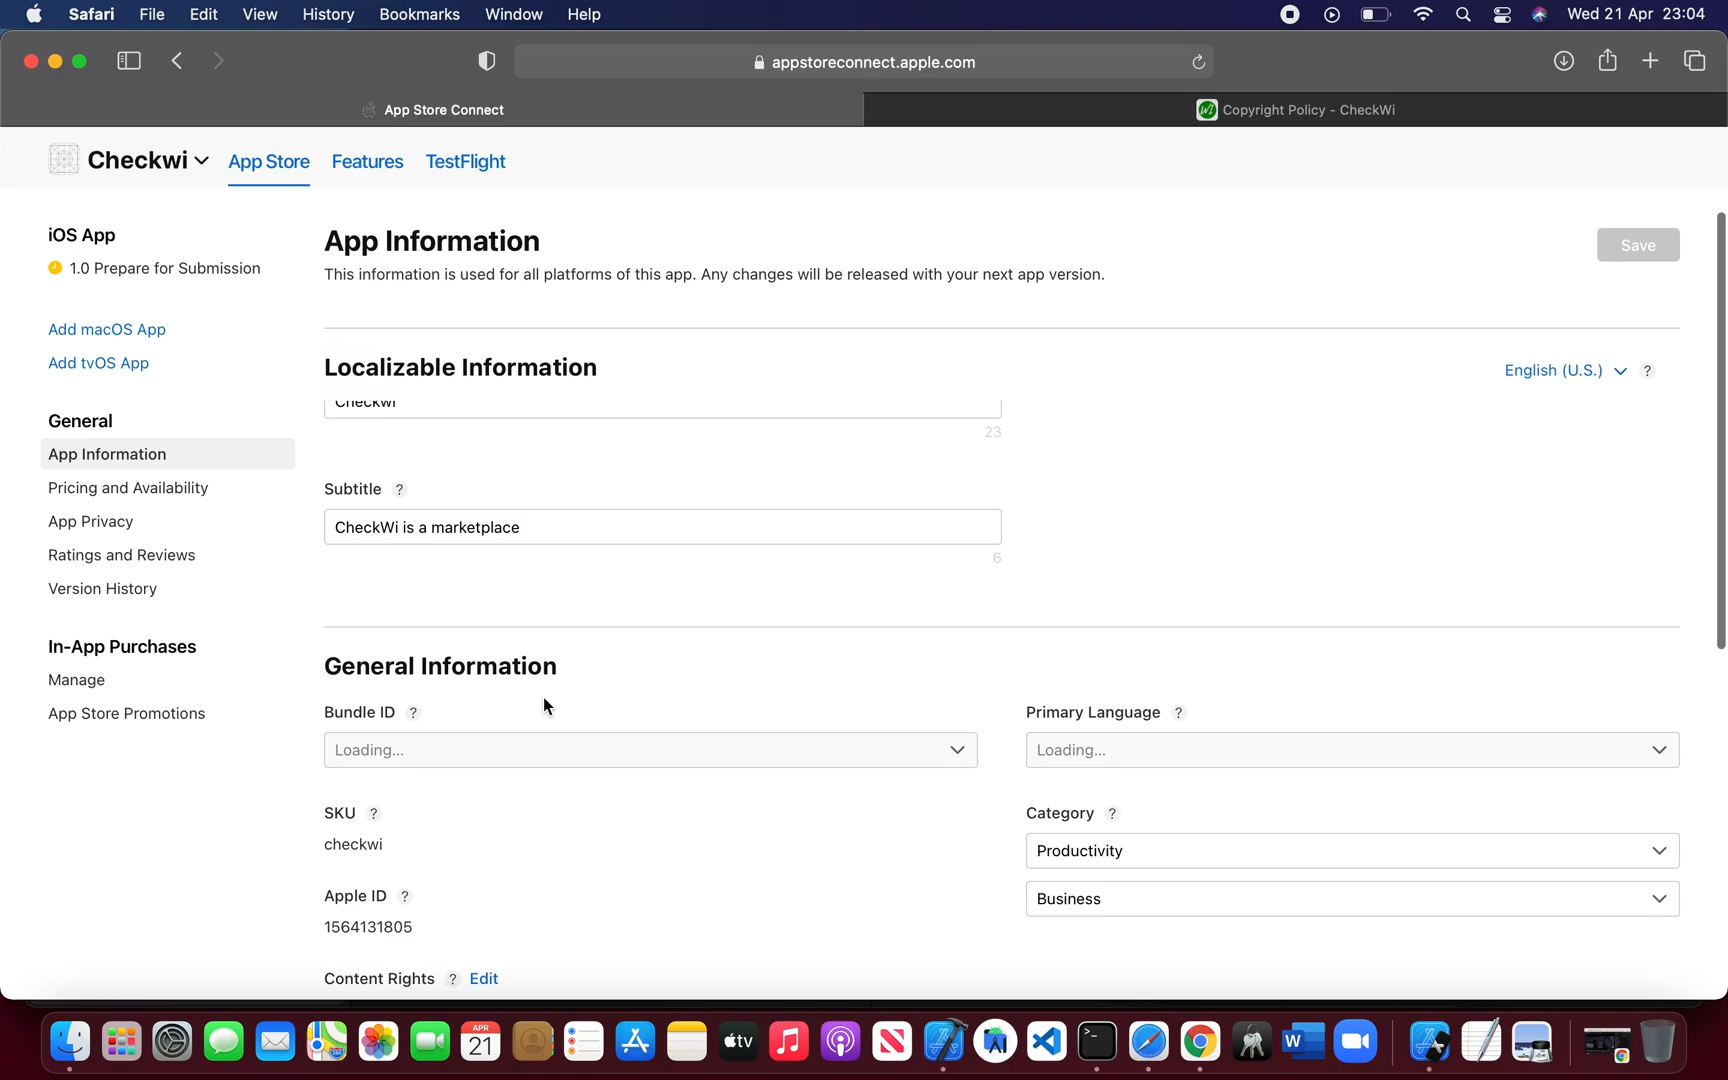 Safari File Edit View History Bookmarks Window Help Wed 21 Apr 23:04
appstoreconnect.apple.com
App Store Connect
Copyright Policy - CheckWi
Checkwi App Store Features TestFlight
iOS App
1.0 Prepare for Submission
Add macOS App
Add tvOS App
General
App Information
Pricing and Availability
App Privacy
Ratings and Reviews
Version History
In-App Purchases
Manage
App Store Promotions
App Information
Save
This information is used for all platforms of this app. Any changes will be released with your next app version.
Localizable Information
English (U.S.) ?
Checkwi
23
Subtitle ?
CheckWi is a marketplace
6
General Information
Bundle ID ?
Loading...
SKU ?
checkwi
Apple ID ?
1564131805
Content Rights ? Edit
Primary Language ?
Loading...
Category ?
Productivity
Business
APR
21
tv
W